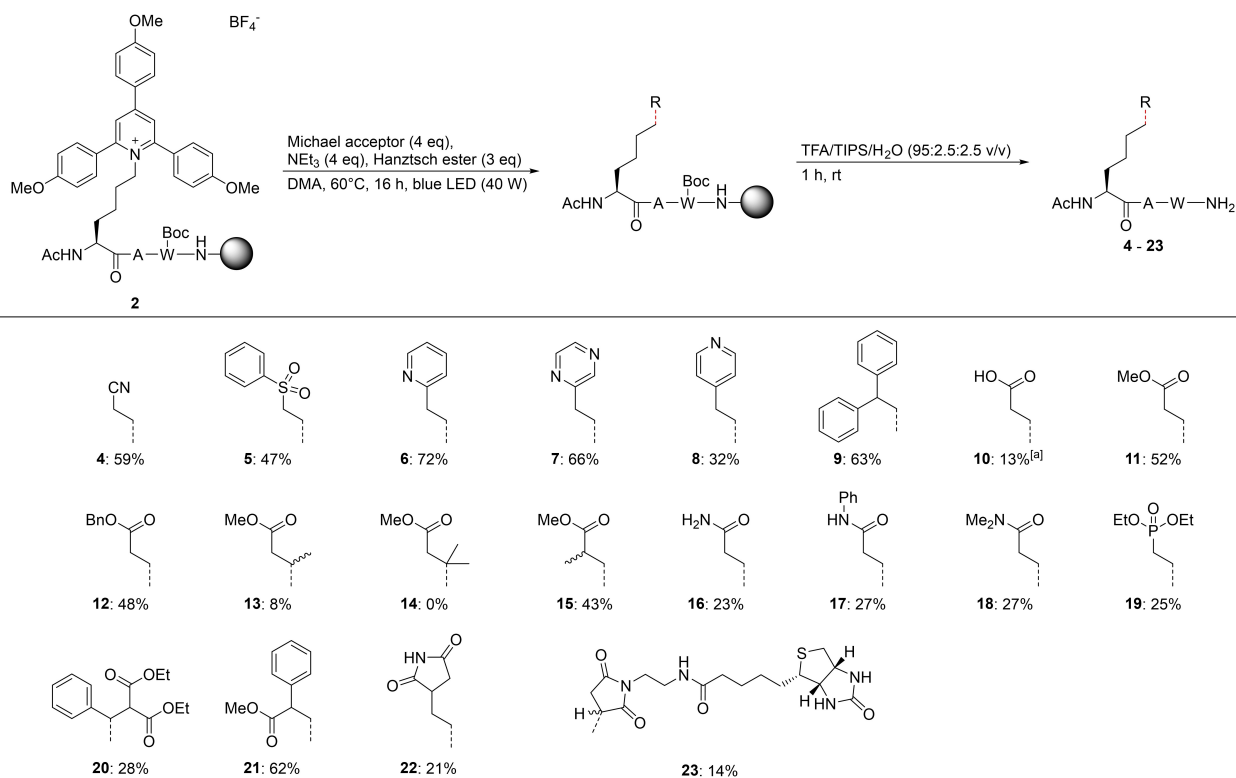 OMe
BF4-
N
+
MeO
OMe
Boc
H
AcHN
A
W
N
O
2
Michael acceptor (4 eq),
NEt3 (4 eq), Hanztsch ester (3 eq)
DMA, 60°C, 16 h, blue LED (40 W)
R
Boc
H
AcHN
A
W
N
O
TFA/TIPS/H2O (95:2.5:2.5 v/v)
1 h, rt
R
AcHN
A
W
NH2
O
4 - 23
CN
4: 59%
O
S
O
5: 47%
N
6: 72%
N
N
7: 66%
N
8: 32%
9: 63%
HO
O
10: 13%[a]
MeO
O
11: 52%
BnO
O
12: 48%
MeO
O
13: 8%
MeO
O
14: 0%
MeO
O
15: 43%
H2N
O
16: 23%
Ph
HN
O
17: 27%
Me2N
O
18: 27%
O
EtO
P
OEt
19: 25%
O
OEt
OEt
O
20: 28%
MeO
O
21: 62%
O
HN
O
22: 21%
O
N
H
O
H
N
O
S
H
NH
H
HN
O
23: 14%